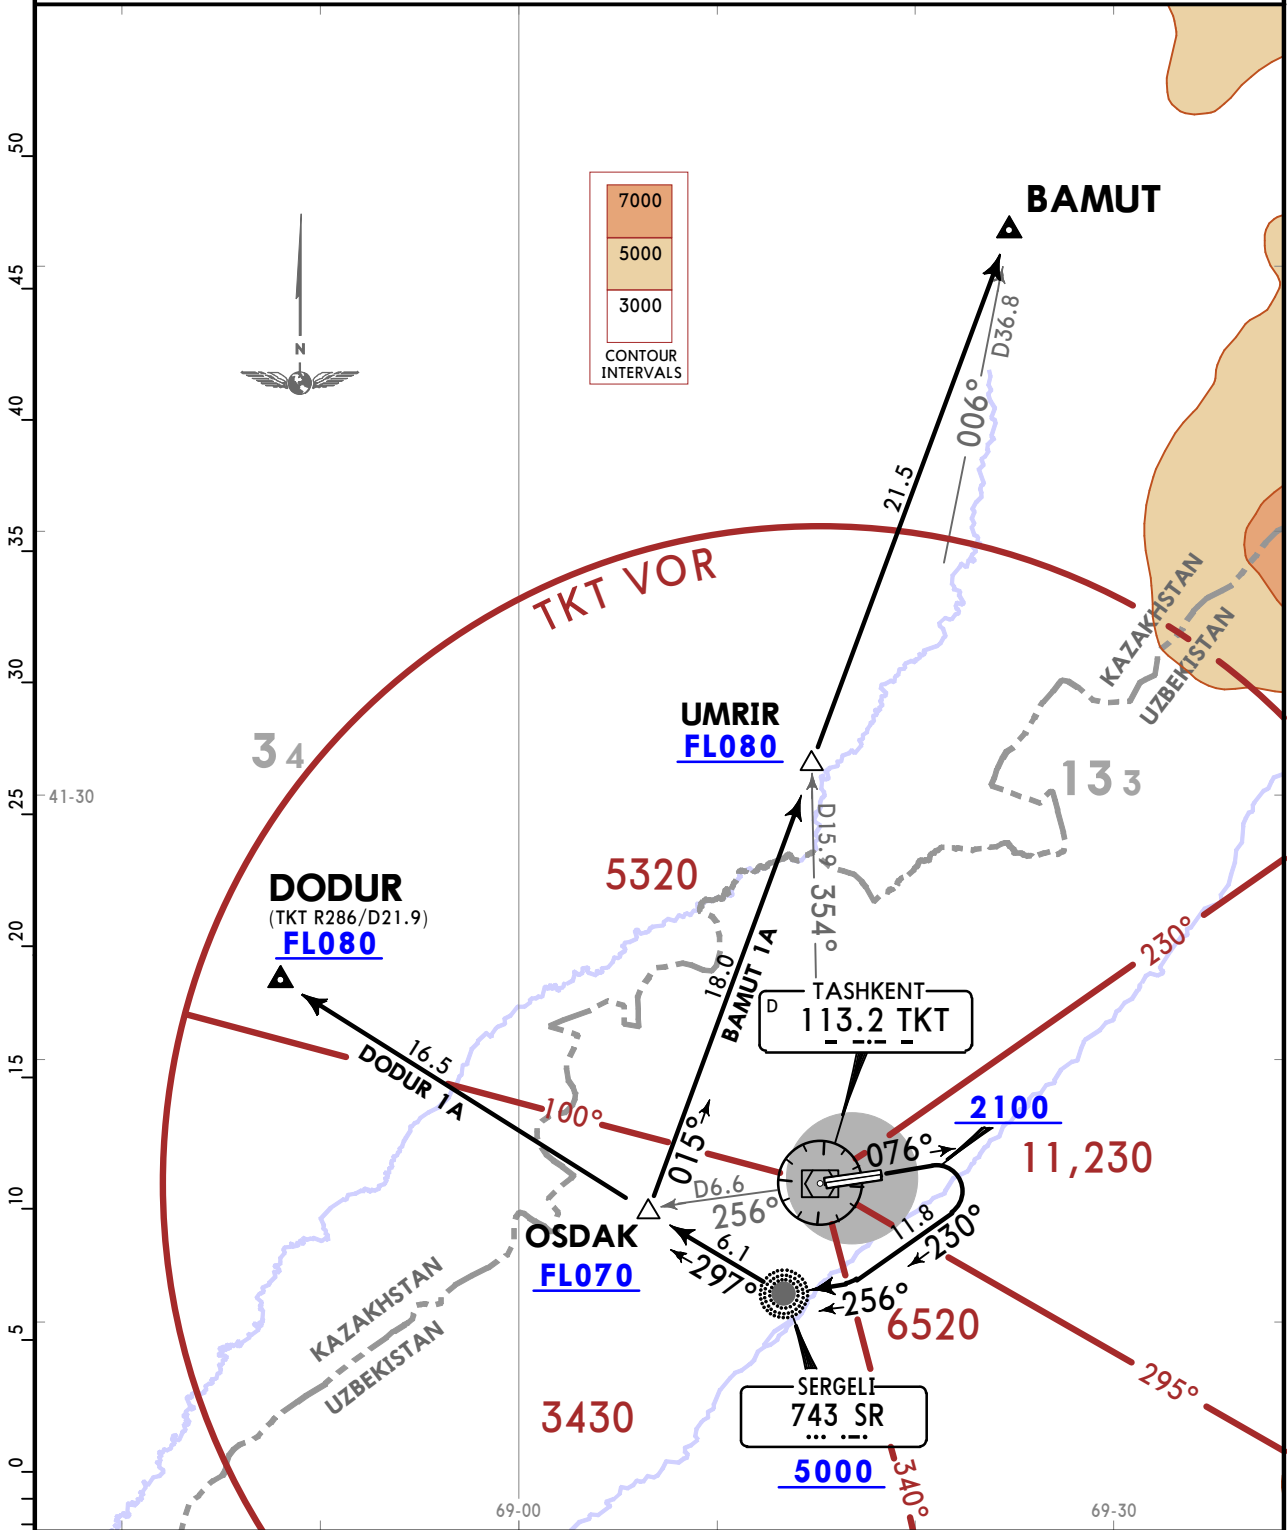 50
45
40
35
30
25
20
15
10
5
0
N
7000
5000
3000
CONTOUR
INTERVALS
BAMUT
D36.8
006°
21.5
TKT VOR
KAZAKHSTAN
UZBEKISTAN
UMRIR
FL080
34
133
41-30
D15.9
354°
5320
DODUR
(TKT R286/D21.9)
FL080
230°
18.0
BAMUT 1A
TASHKENT
D
113.2 TKT
16.5
DODUR 1A
100°
015°
2100
076°
11,230
D6.6
256°
OSDAK
FL070
11.8
230°
6.1
297°
256°
6520
KAZAKHSTAN
UZBEKISTAN
295°
SERGELI
743 SR
3430
5000
340°
69-00
69-30